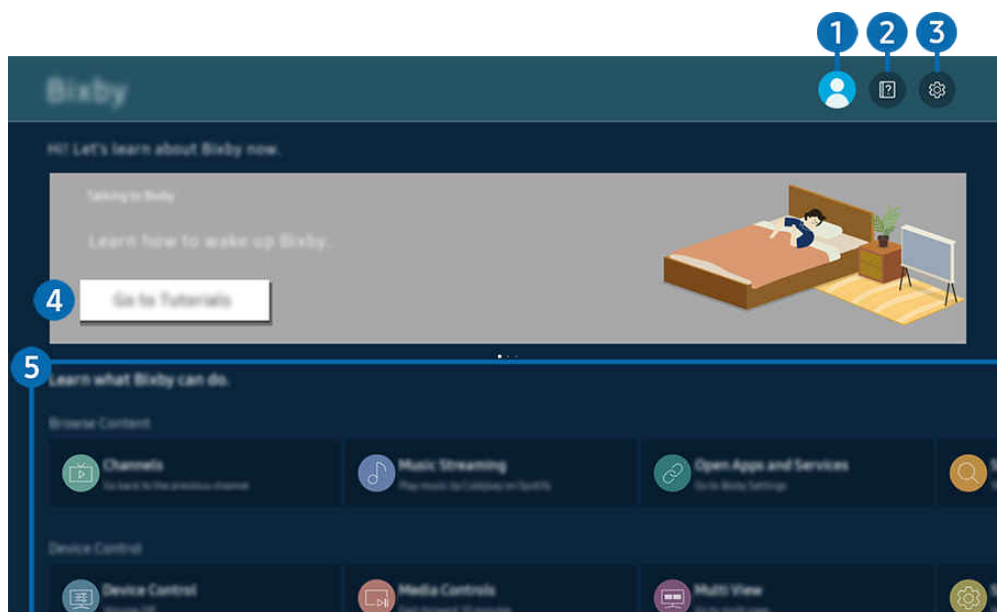 1 2 3
Bixby
Hi! Let's learn about Bixby now.
Talking to Bixby
Learn how to wake up Bixby.
4
Go to Tutorials
5
Learn what Bixby can do.
Browse Content
Channels
Go back to the previous channel
Music Streaming
Play music by Coldplay on Spotify
Open Apps and Services
Go to Bixby Settings
Device Control
Device Control
Media Controls
Multi View